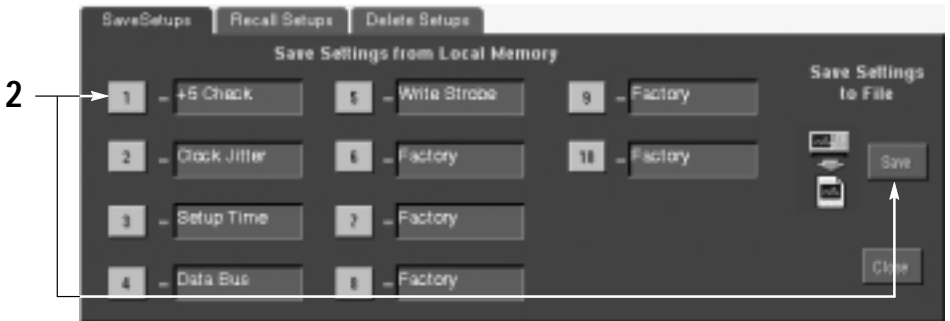 SaveSetups Recall Setups Delete Setups
Save Settings from Local Memory
Save Settings
to File
2
1 - +5 Check
5 - Write Strobe
9 - Factory
2 - Clock Jitter
6 - Factory
10 - Factory
Save
3 - Setup Time
7 - Factory
4 - Data Bus
8 - Factory
Close